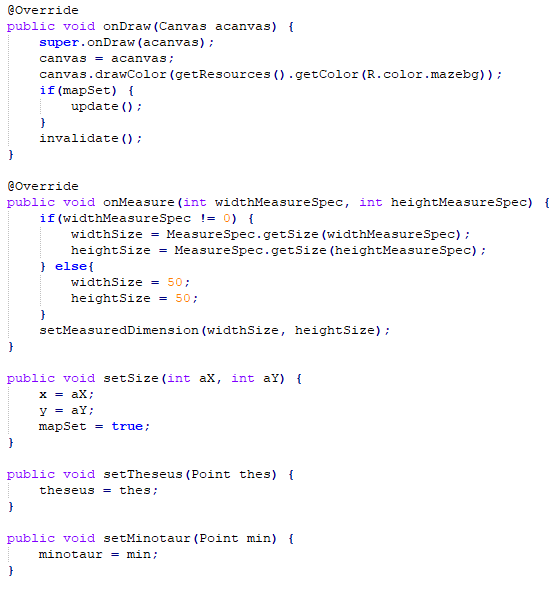 @Override
public void onDraw(Canvas acanvas) {
    super.onDraw(acanvas);
    canvas = acanvas;
    canvas.drawColor(getResources().getColor(R.color.mazebg));
    if(mapSet) {
        update();
    }
    invalidate();
}

@Override
public void onMeasure(int widthMeasureSpec, int heightMeasureSpec) {
    if(widthMeasureSpec != 0) {
        widthSize = MeasureSpec.getSize(widthMeasureSpec);
        heightSize = MeasureSpec.getSize(heightMeasureSpec);
    } else{
        widthSize = 50;
        heightSize = 50;
    }
    setMeasuredDimension(widthSize, heightSize);
}

public void setSize(int aX, int aY) {
    x = aX;
    y = aY;
    mapSet = true;
}

public void setTheseus(Point thes) {
    theseus = thes;
}

public void setMinotaur(Point min) {
    minotaur = min;
}